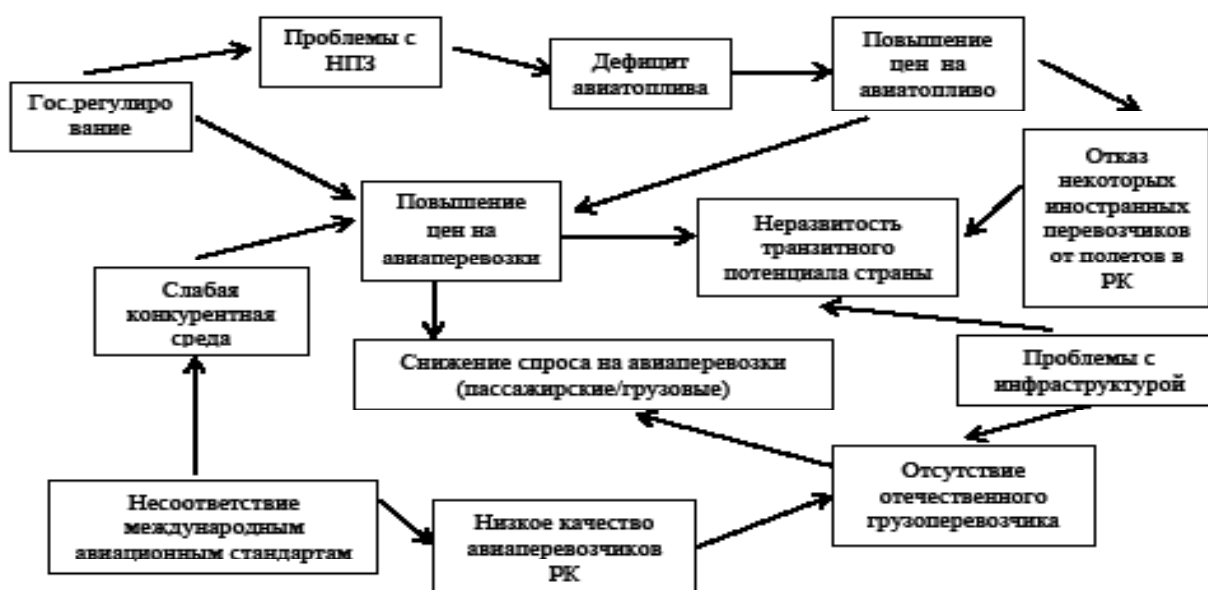 Проблемы с
НПЗ
Дефицит
авиатоплива
Повышение
цен на
авиатопливо
Гос.регулиро
вание
Отказ
некоторых
иностранных
перевозчиков
от полетов в
РК
Повышение
цен на
авиаперевозки
Неразвитость
транзитного
потенциала страны
Слабая
конкурентная
среда
Снижение спроса на авиаперевозки
(пассажирские/грузовые)
Проблемы с
инфраструктурой
Несоответствие
международным
авиационным стандартам
Низкое качество
авиаперевозчиков
РК
Отсутствие
отечественного
грузоперевозчика